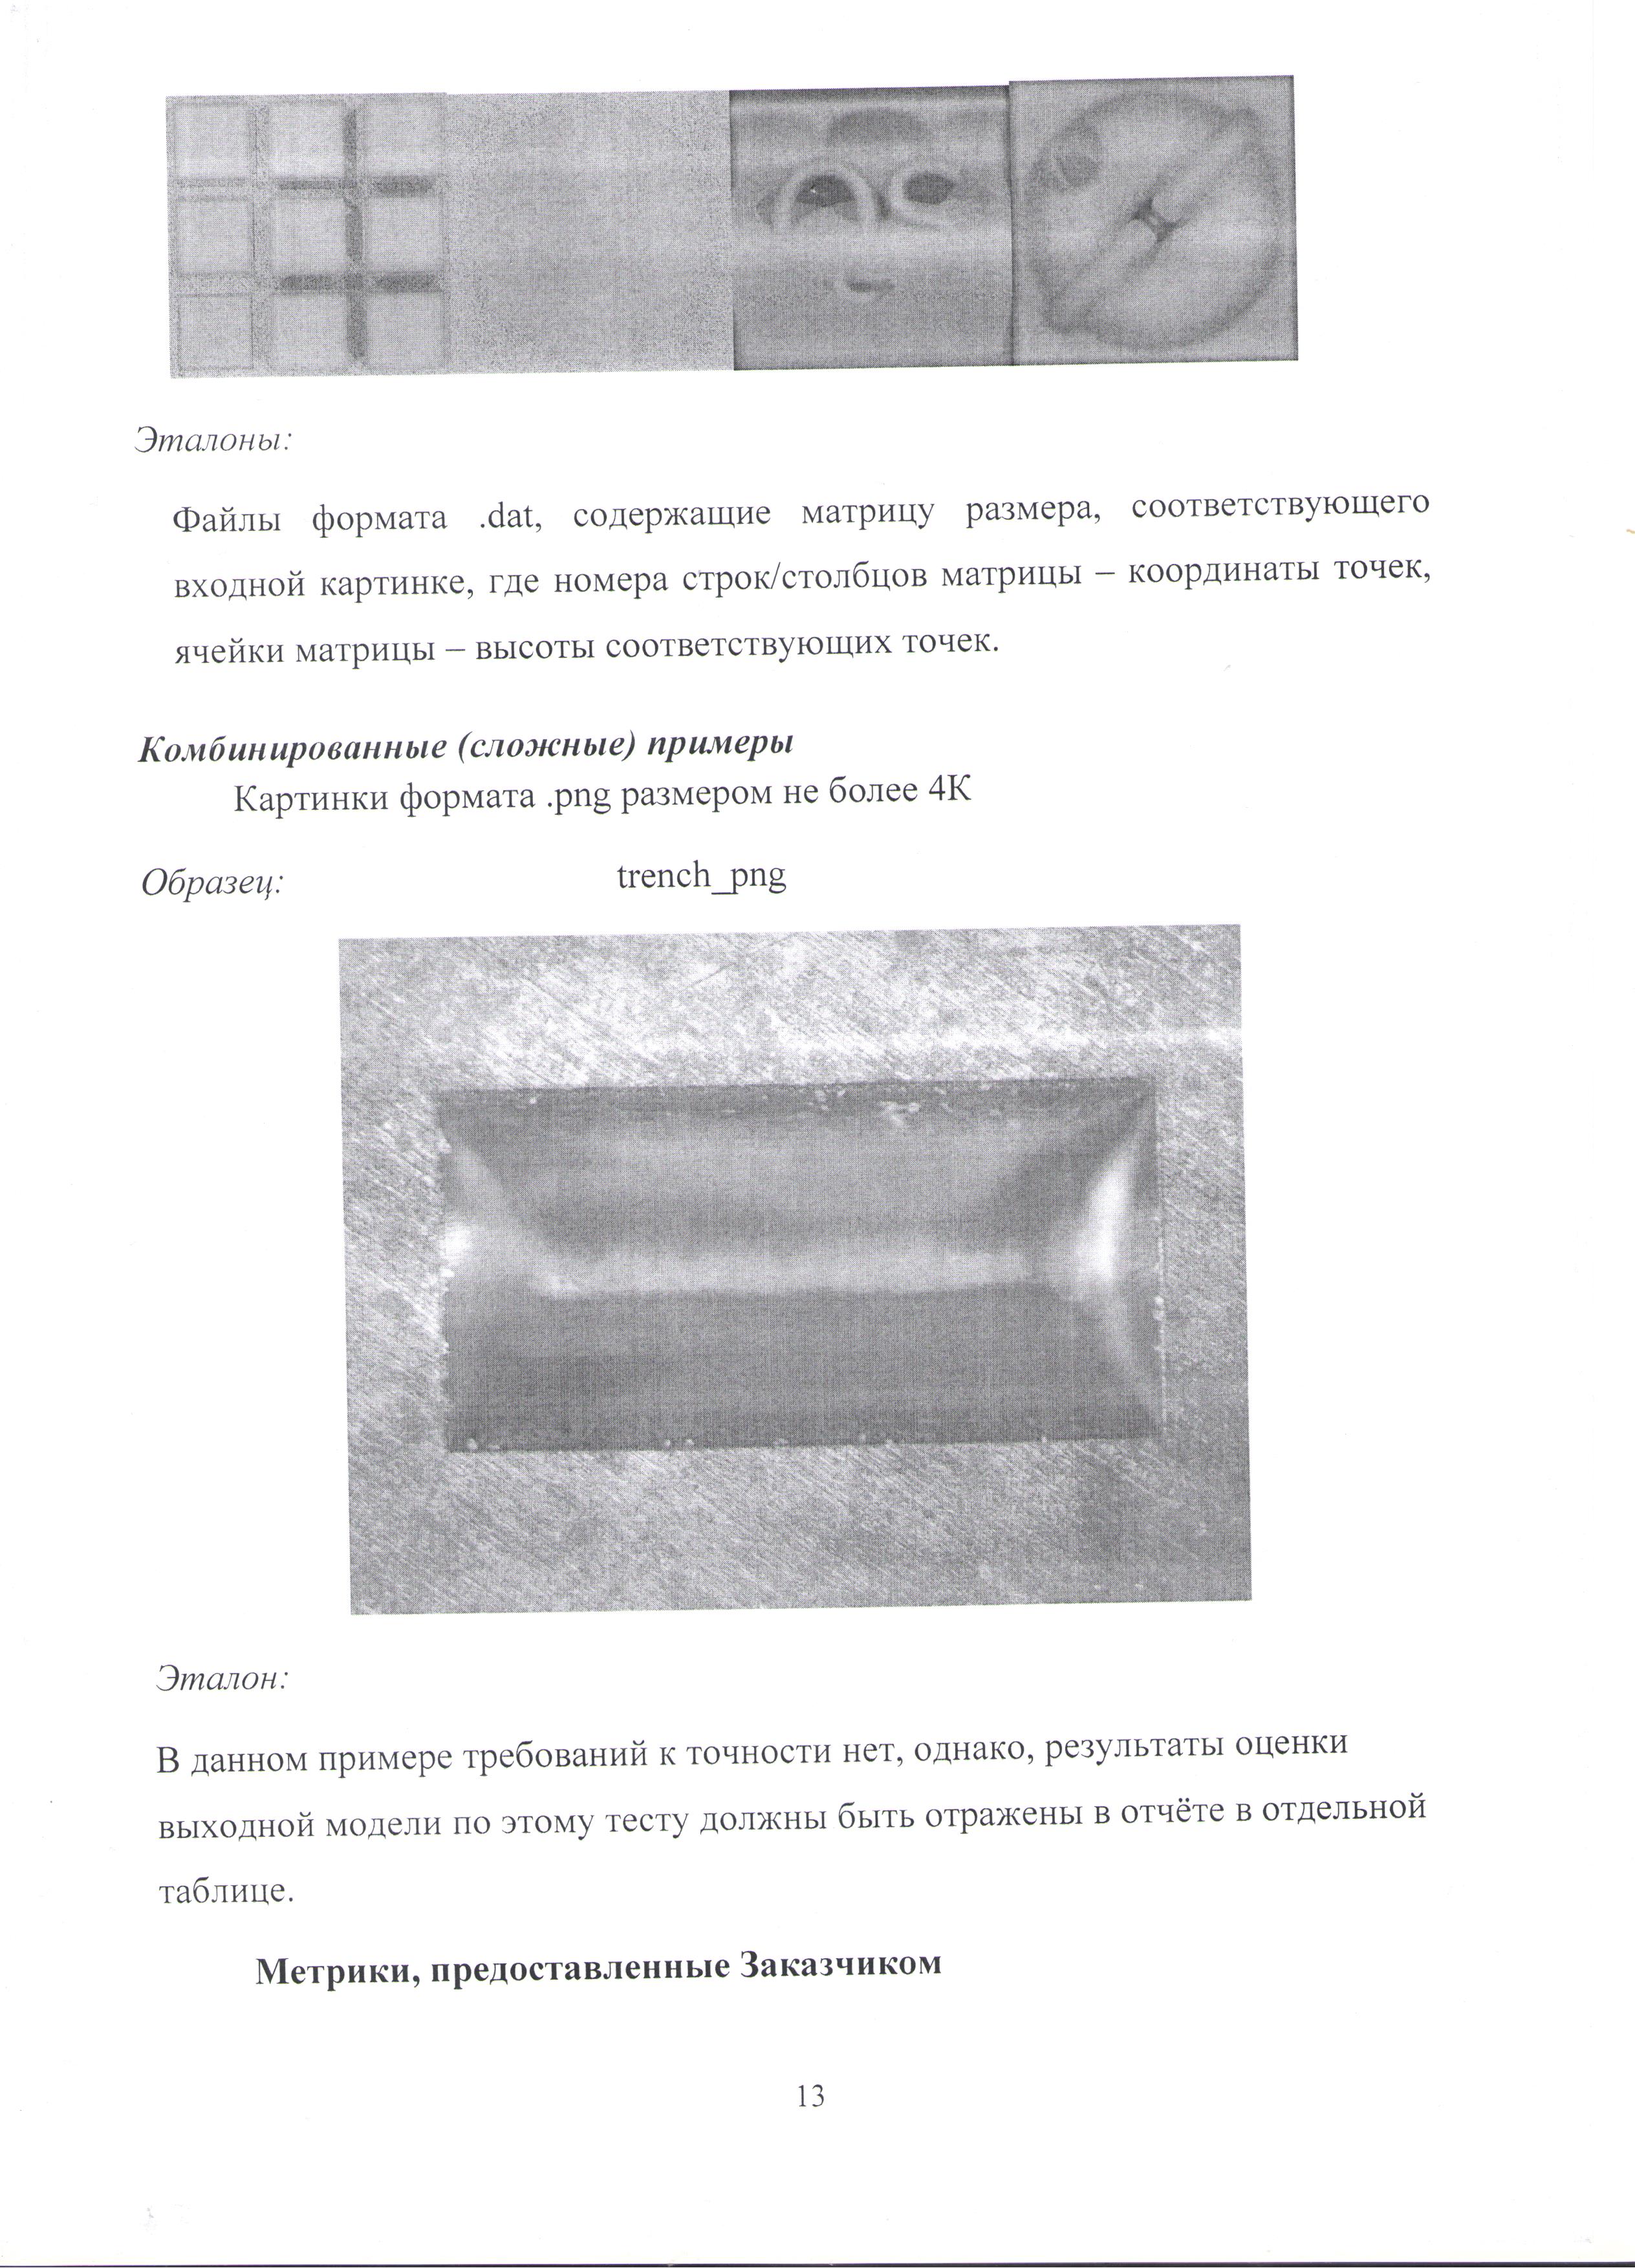 Эталоны:
Файлы формата .dat, содержащие матрицу размера, соответствующего
входной картинке, где номера строк/столбцов матрицы – координаты точек,
ячейки матрицы – высоты соответствующих точек.
Комбинированные (сложные) примеры
Картинки формата .png размером не более 4К
Образец: trench_png
Эталон:
В данном примере требований к точности нет, однако, результаты оценки
выходной модели по этому тесту должны быть отражены в отчёте в отдельной
таблице.
Метрики, предоставленные Заказчиком
13